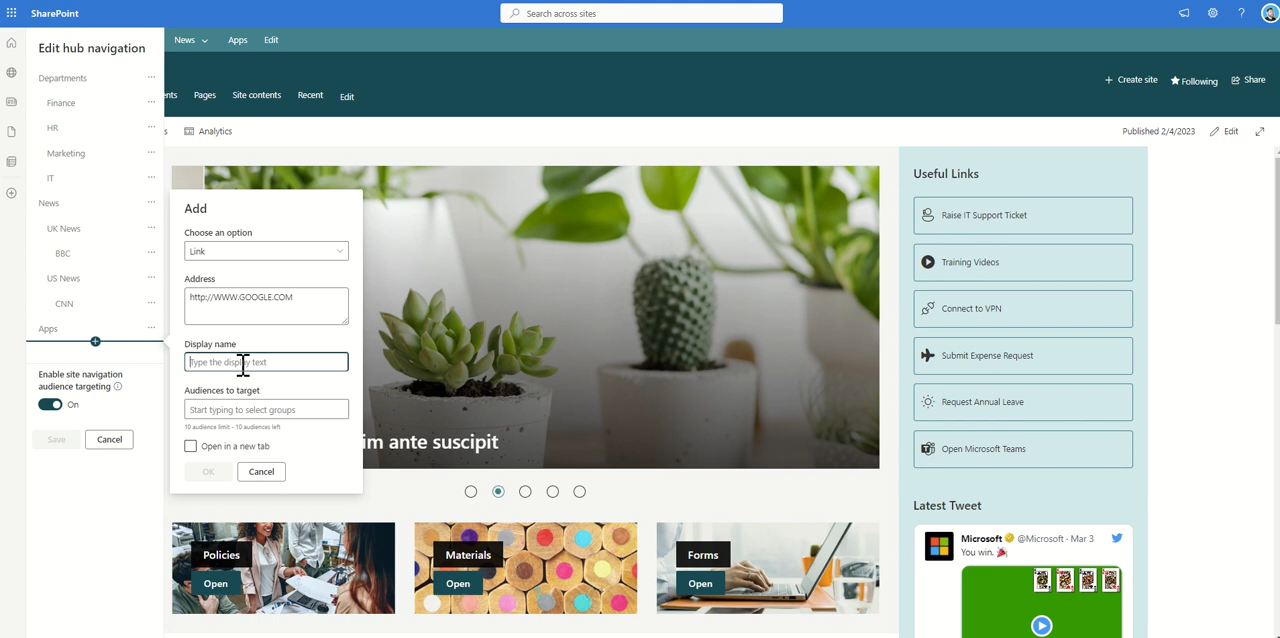 SharePoint
Search across sites
Edit hub navigation
News
Apps
Edit
Departments
Finance
HR
Marketing
IT
News
UK News
BBC
US News
CNN
Apps
Enable site navigation
audience targeting
On
Save
Cancel
ents
Pages
Site contents
Recent
Edit
Create site
Following
Share
s
Analytics
Published 2/4/2023
Edit
Add
Choose an option
Link
Address
http://WWW.GOOGLE.COM
Display name
Type the display text
Audiences to target
Start typing to select groups
10 audience limit - 10 audiences left
Open in a new tab
OK
Cancel
im ante suscipit
Policies
Open
Materials
Open
Forms
Open
Useful Links
Raise IT Support Ticket
Training Videos
Connect to VPN
Submit Expense Request
Request Annual Leave
Open Microsoft Teams
Latest Tweet
Microsoft @Microsoft · Mar 3
You win.